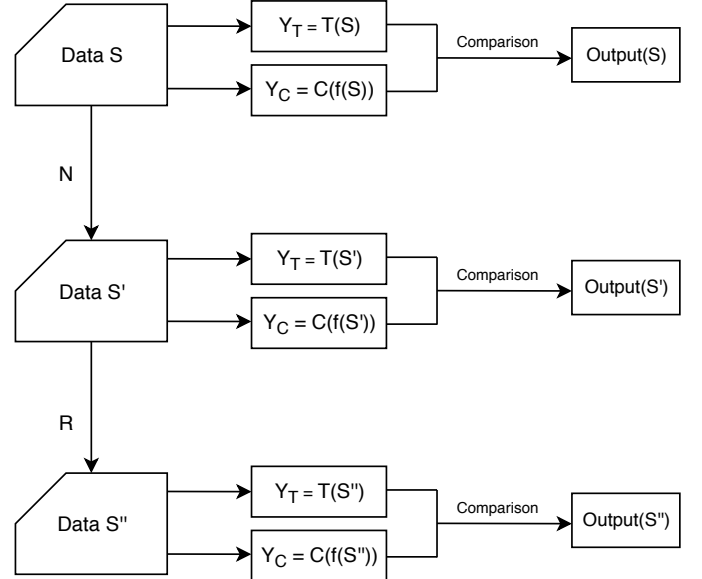 Data S
Y_T = T(S)
Y_C = C(f(S))
Comparison
Output(S)
N
Data S'
Y_T = T(S')
Y_C = C(f(S'))
Comparison
Output(S')
R
Data S"
Y_T = T(S")
Y_C = C(f(S"))
Comparison
Output(S")